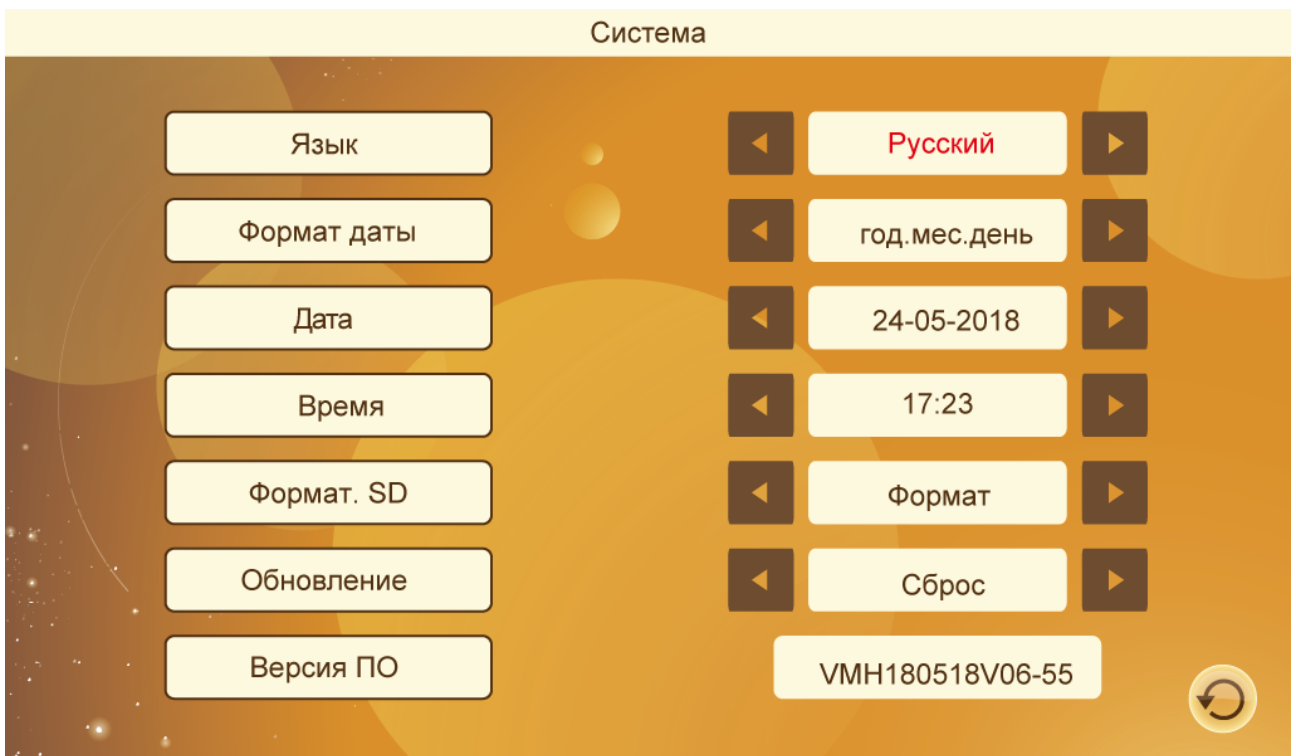 Система
Язык
Русский
Формат даты
год.мес.день
Дата
24-05-2018
Время
17:23
Формат. SD
Формат
Обновление
Сброс
Версия ПО
VMH180518V06-55